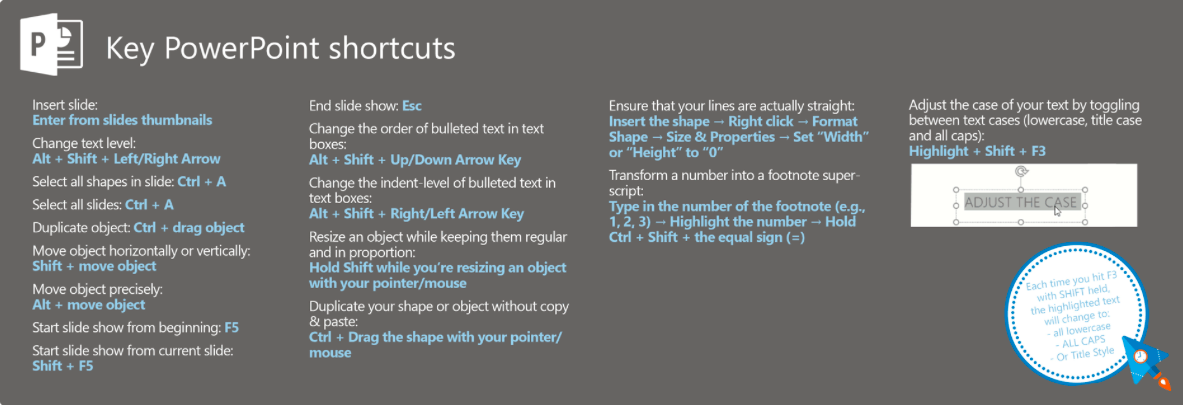 P
Key PowerPoint shortcuts
Insert slide:
Enter from slides thumbnails
Change text level:
Alt + Shift + Left/Right Arrow
Select all shapes in slide: Ctrl + A
Select all slides: Ctrl + A
Duplicate object: Ctrl + drag object
Move object horizontally or vertically:
Shift + move object
Move object precisely:
Alt + move object
Start slide show from beginning: F5
Start slide show from current slide:
Shift + F5
End slide show: Esc
Change the order of bulleted text in text
boxes:
Alt + Shift + Up/Down Arrow Key
Change the indent-level of bulleted text in
text boxes:
Alt + Shift + Right/Left Arrow Key
Resize an object while keeping them regular
and in proportion:
Hold Shift while you’re resizing an object
with your pointer/mouse
Duplicate your shape or object without copy
& paste:
Ctrl + Drag the shape with your pointer/
mouse
Ensure that your lines are actually straight:
Insert the shape → Right click → Format
Shape → Size & Properties → Set “Width”
or “Height” to “0”
Transform a number into a footnote super-
script:
Type in the number of the footnote (e.g.,
1, 2, 3) → Highlight the number → Hold
Ctrl + Shift + the equal sign (=)
Adjust the case of your text by toggling
between text cases (lowercase, title case
and all caps):
Highlight + Shift + F3
ADJUST THE CASE
Each time you hit F3
with SHIFT held,
the highlighted text
will change to:
- all lowercase
- ALL CAPS
- Or Title Style